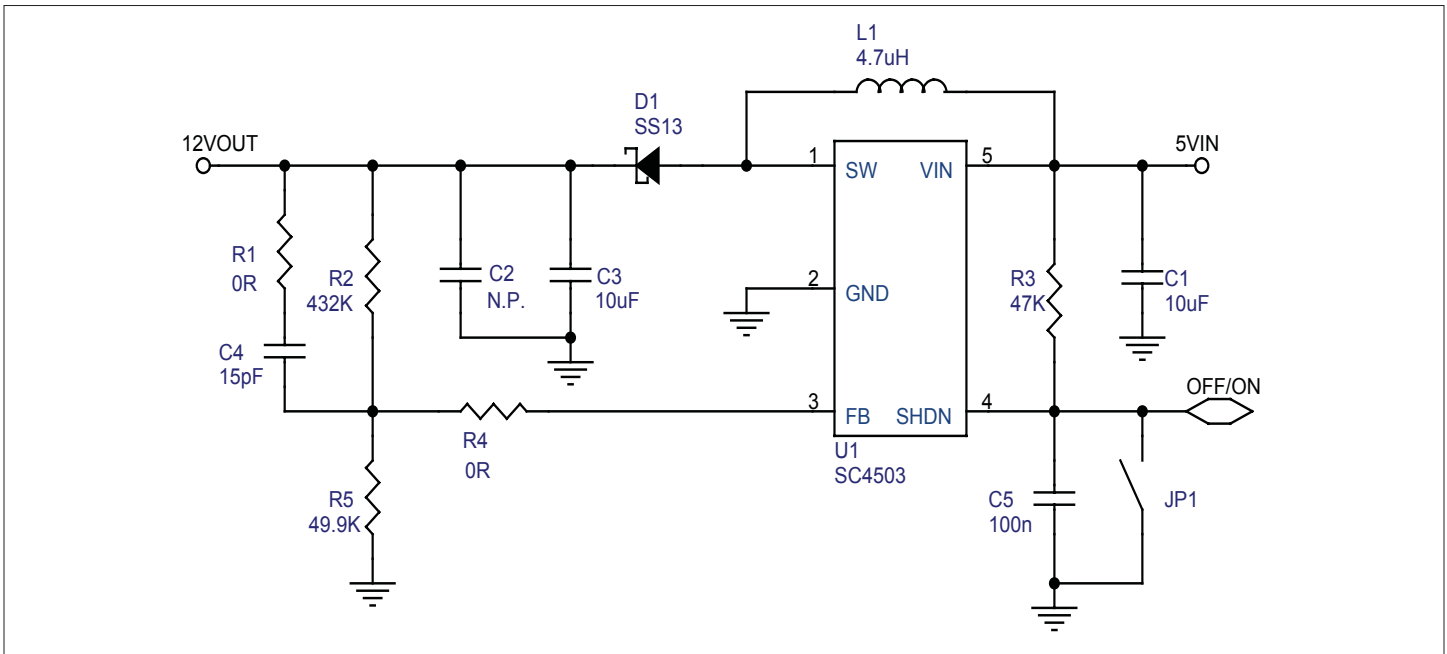 L1
4.7uH
D1
SS13
12VOUT
5VIN
1
SW
VIN
5
R1
0R
R2
432K
C2
N.P.
C3
10uF
2
GND
R3
47K
C1
10uF
C4
15pF
OFF/ON
3
FB
SHDN
4
R4
0R
U1
SC4503
R5
49.9K
C5
100n
JP1